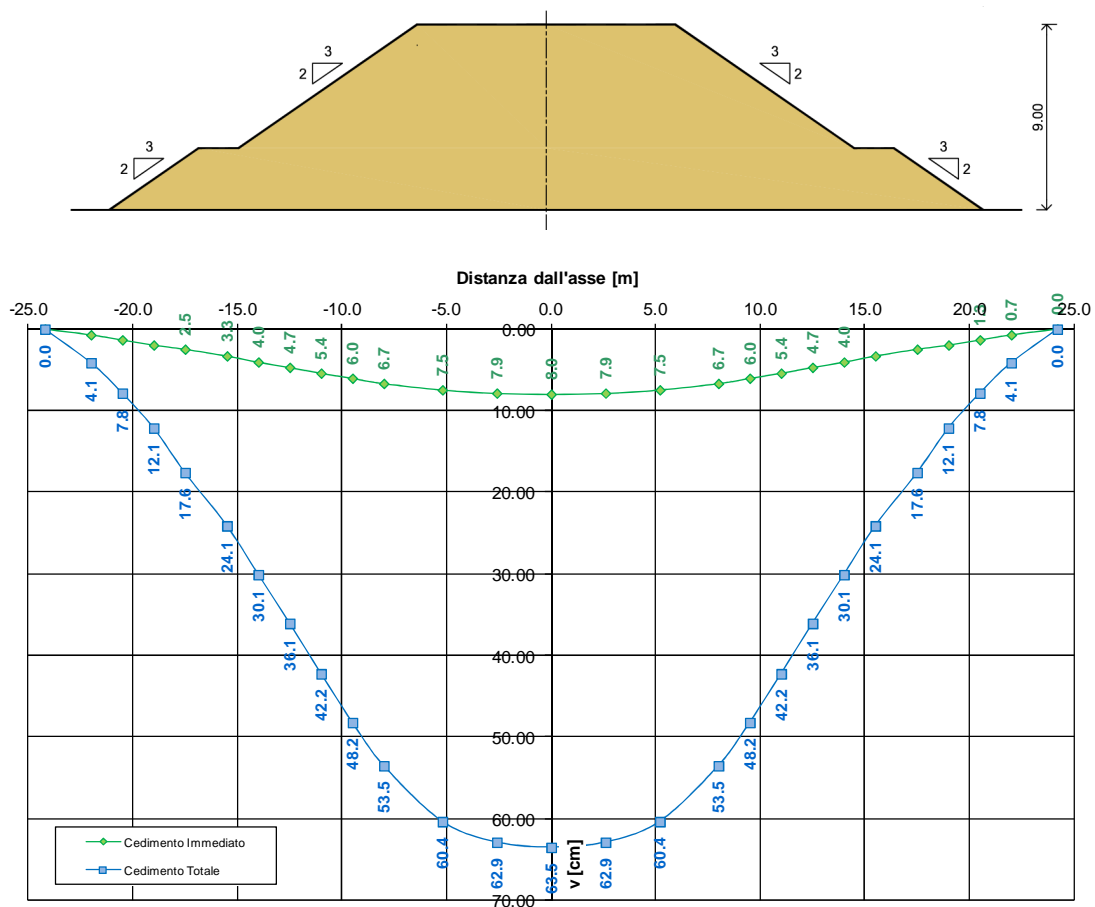 3
2
3
2
3
2
3
2
9.00
Distanza dall'asse [m]
-25.0 -20.0 -15.0 -10.0 -5.0 0.0 5.0 10.0 15.0 20.0 25.0
0.00
10.00
20.00
30.00
40.00
50.00
60.00
70.00
2.5 3.3 4.0 4.7 5.4 6.0 6.7 7.5 7.9 8.0 7.9 7.5 6.7 6.0 5.4 4.7 4.0 0.7 0.0
0.0 4.1 7.8 12.1 17.6 24.1 30.1 36.1 42.2 48.2 53.5 60.4 62.9 63.5 62.9 60.4 53.5 48.2 42.2 36.1 30.1 24.1 17.6 12.1 7.8 4.1 0.0
v [cm]
Cedimento Immediato
Cedimento Totale